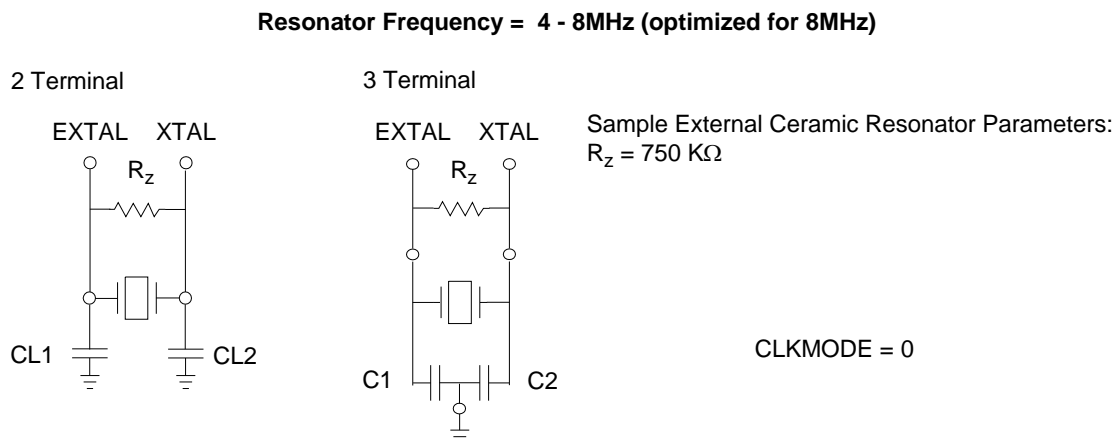 Resonator Frequency = 4 - 8MHz (optimized for 8MHz)
2 Terminal
3 Terminal
EXTAL XTAL
Rz
CL1
CL2
EXTAL XTAL
Rz
C1
C2
Sample External Ceramic Resonator Parameters:
Rz = 750 KΩ
CLKMODE = 0